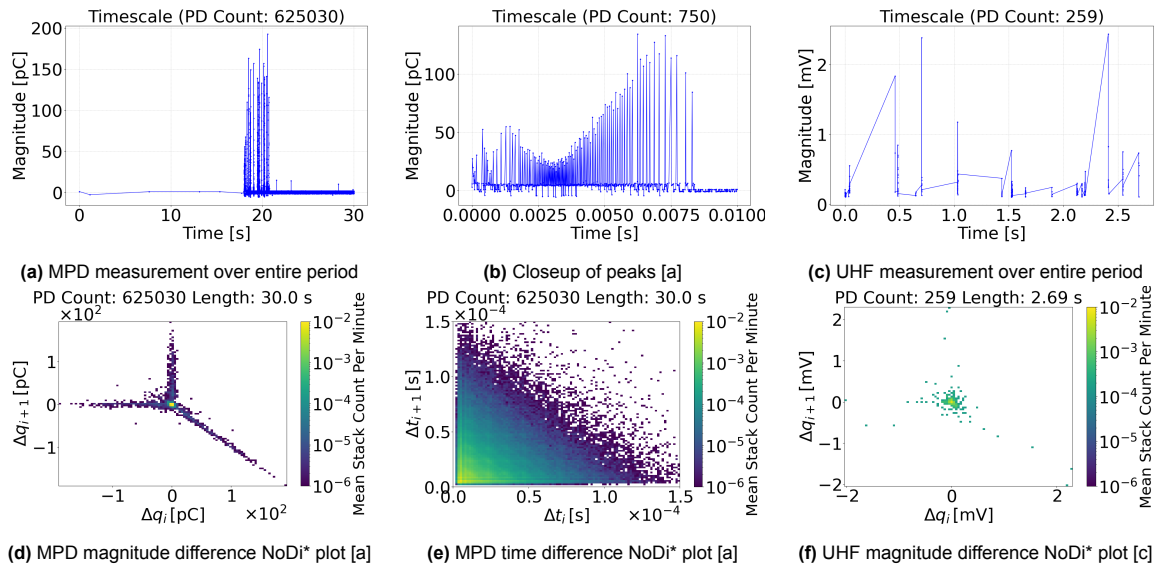 Timescale (PD Count: 625030)
Magnitude [pC]
200
150
100
50
0
0 10 20 30
Time [s]
(a) MPD measurement over entire period
Timescale (PD Count: 750)
Magnitude [pC]
100
50
0
0.0000 0.0025 0.0050 0.0075 0.0100
Time [s]
(b) Closeup of peaks [a]
Timescale (PD Count: 259)
Magnitude [mV]
2
1
0
0.0 0.5 1.0 1.5 2.0 2.5
Time [s]
(c) UHF measurement over entire period
PD Count: 625030 Length: 30.0 s
×10²
Δqᵢ₊₁ [pC]
1
0
−1
−1 0 1
Δqᵢ [pC] ×10²
10⁻²
10⁻³
10⁻⁴
10⁻⁵
10⁻⁶
Mean Stack Count Per Minute
(d) MPD magnitude difference NoDi* plot [a]
PD Count: 625030 Length: 30.0 s
×10⁻⁴
Δtᵢ₊₁ [s]
1.5
1.0
0.5
0.0
0.0 0.5 1.0 1.5
Δtᵢ [s] ×10⁻⁴
10⁻²
10⁻³
10⁻⁴
10⁻⁵
10⁻⁶
Mean Stack Count Per Minute
(e) MPD time difference NoDi* plot [a]
PD Count: 259 Length: 2.69 s
Δqᵢ₊₁ [mV]
2
1
0
−1
−2
−2 0 2
Δqᵢ [mV]
10⁻²
10⁻³
10⁻⁴
10⁻⁵
10⁻⁶
Mean Stack Count Per Minute
(f) UHF magnitude difference NoDi* plot [c]